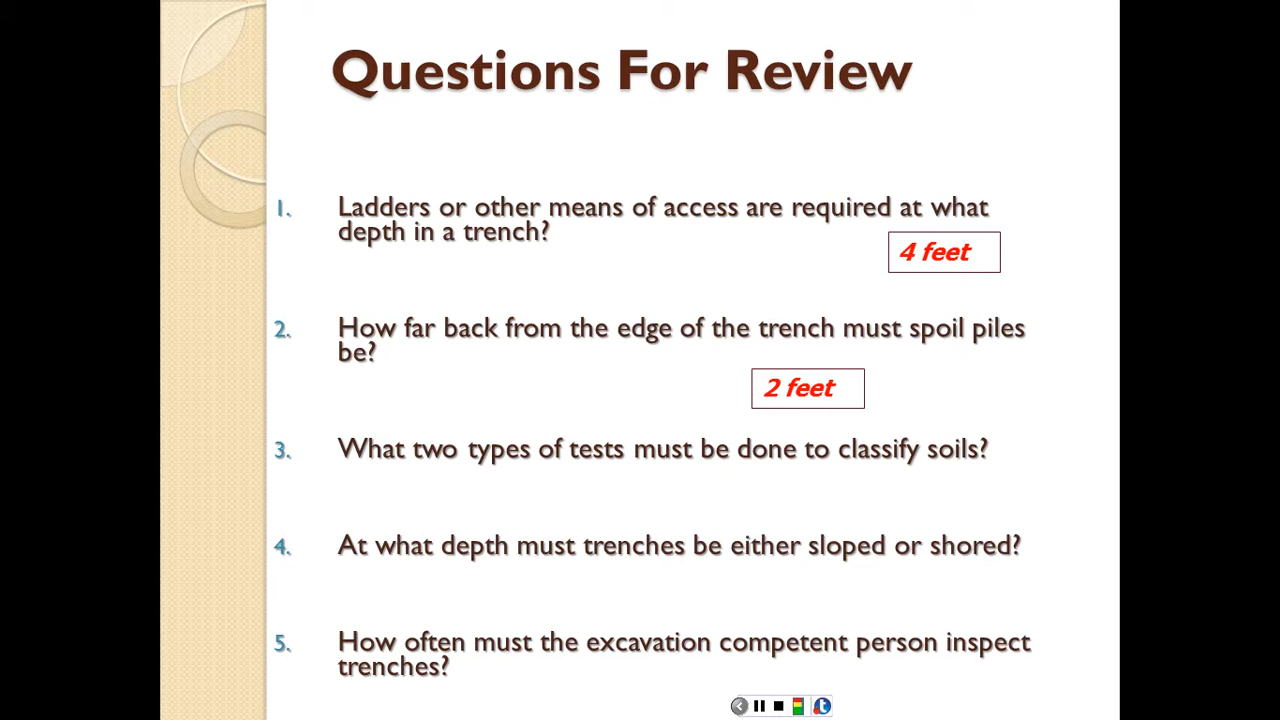 Questions For Review
1. Ladders or other means of access are required at what
depth in a trench?
4 feet
2. How far back from the edge of the trench must spoil piles
be?
2 feet
3. What two types of tests must be done to classify soils?
4. At what depth must trenches be either sloped or shored?
5. How often must the excavation competent person inspect
trenches?
t